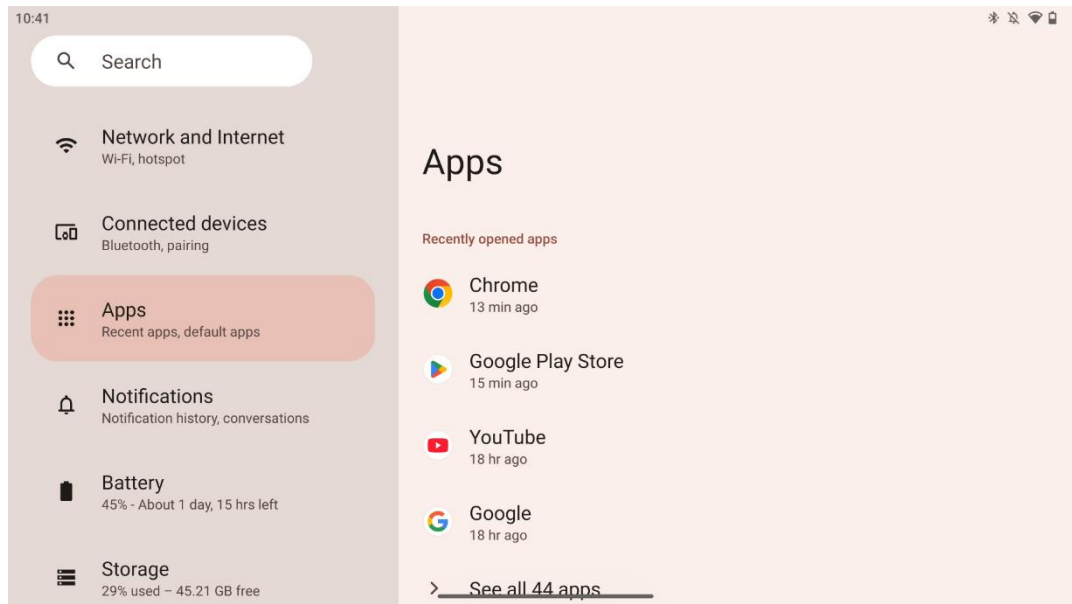 10:41
Search
Network and Internet
Wi-Fi, hotspot
Connected devices
Bluetooth, pairing
Apps
Recent apps, default apps
Notifications
Notification history, conversations
Battery
45% - About 1 day, 15 hrs left
Storage
29% used – 45.21 GB free
Apps
Recently opened apps
Chrome
13 min ago
Google Play Store
15 min ago
YouTube
18 hr ago
Google
18 hr ago
See all 44 apps